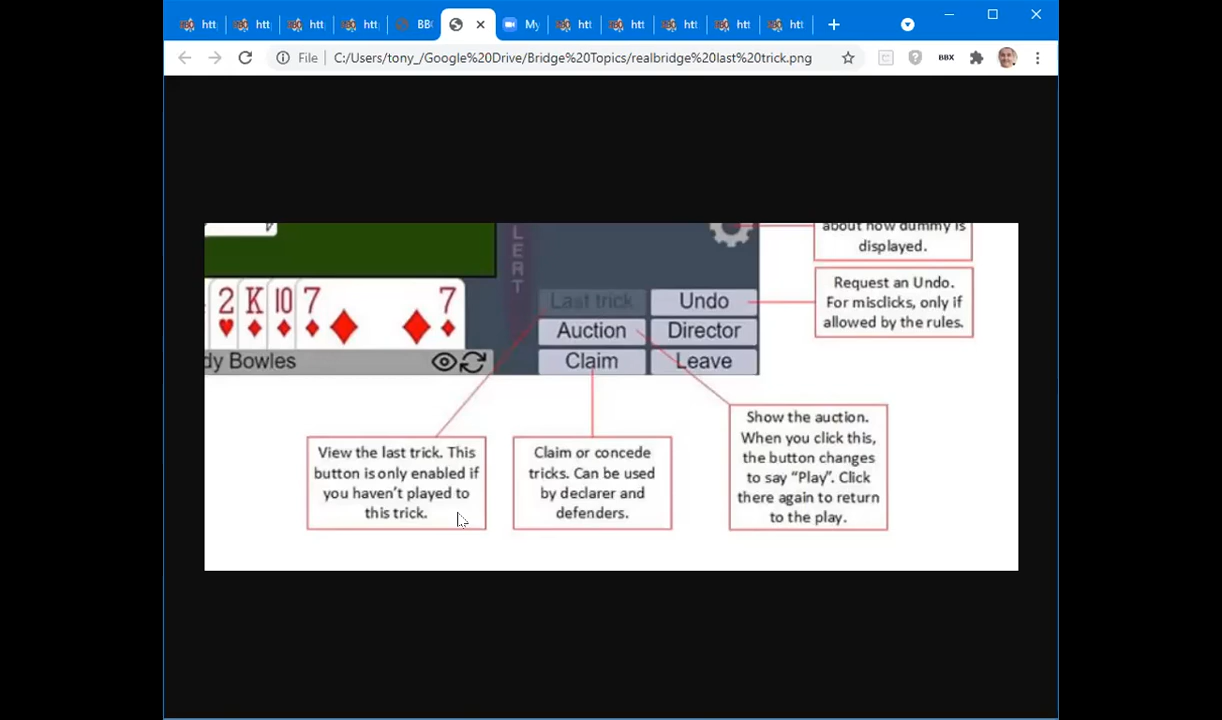 htt
htt
htt
htt
BB
My
htt
htt
htt
htt
htt
File
C:/Users/tony_/Google%20Drive/Bridge%20Topics/realbridge%20last%20trick.png
BBX
ALERT
about how dummy is
displayed.
2 K 10 7 7
Last trick
Undo
Request an Undo.
For misclicks, only if
allowed by the rules.
Auction
Director
dy Bowles
Claim
Leave
View the last trick. This
button is only enabled if
you haven't played to
this trick.
Claim or concede
tricks. Can be used
by declarer and
defenders.
Show the auction.
When you click this,
the button changes
to say “Play”. Click
there again to return
to the play.